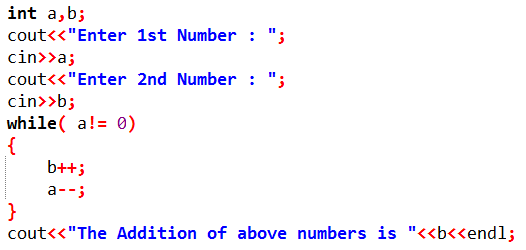 int a,b;
cout<<"Enter 1st Number : ";
cin>>a;
cout<<"Enter 2nd Number : ";
cin>>b;
while( a!= 0)
{
    b++;
    a--;
}
cout<<"The Addition of above numbers is "<<b<<endl;